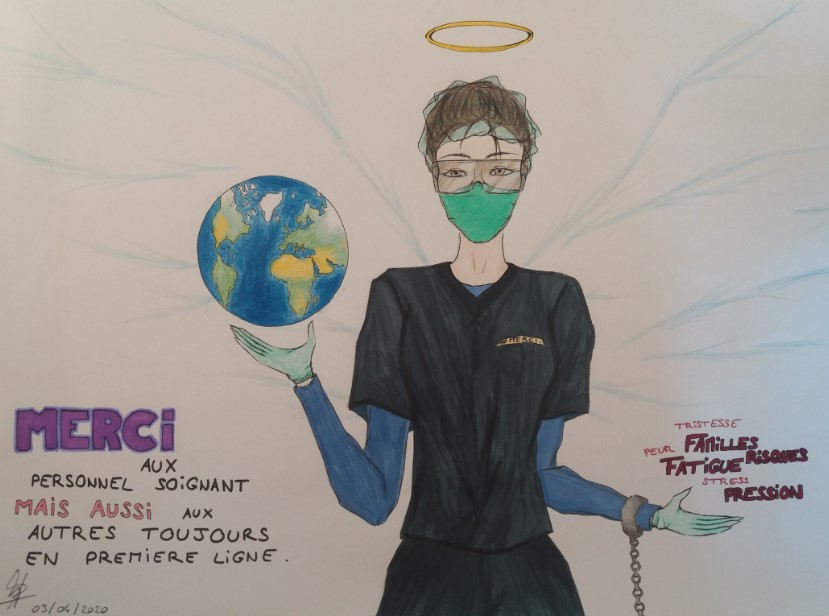 MERCI
MERCi
AUX
PERSONNEL SOiGNANT
MAIS AUSSI AUX
AUTRES TOUJOURS
EN PREMIERE LIGNE.
03/04/2020
TRISTESSE
PEUR FAMILLES
FATIGUE RISQUES
STRESS
PRESSION